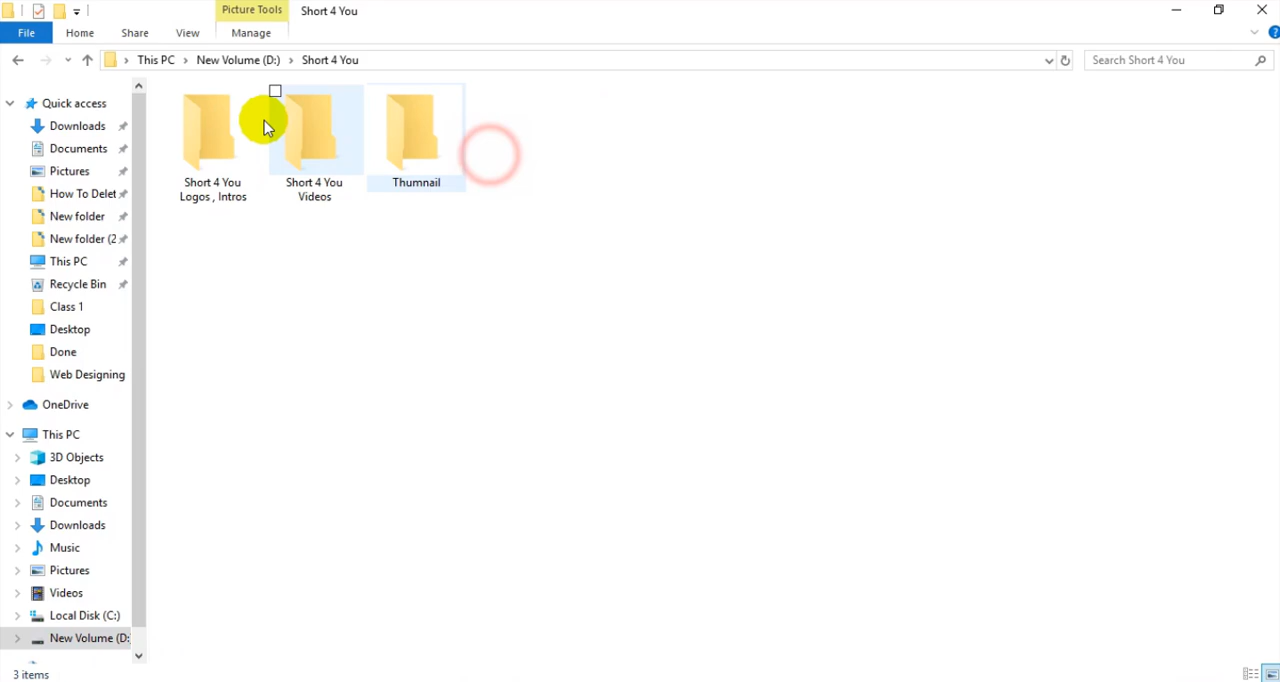 Picture Tools
Short 4 You
File
Home
Share
View
Manage
This PC
New Volume (D:)
Short 4 You
Search Short 4 You
Quick access
Downloads
Documents
Pictures
How To Delet
New folder
New folder (2
This PC
Recycle Bin
Class 1
Desktop
Done
Web Designing
OneDrive
This PC
3D Objects
Desktop
Documents
Downloads
Music
Pictures
Videos
Local Disk (C:)
New Volume (D:
Short 4 You
Logos , Intros
Short 4 You
Videos
Thumnail
3 items